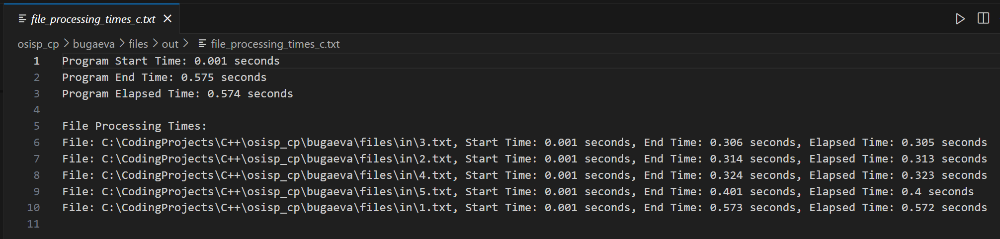 file_processing_times_c.txt
osisp_cp > bugaeva > files > out > file_processing_times_c.txt
1 Program Start Time: 0.001 seconds
2 Program End Time: 0.575 seconds
3 Program Elapsed Time: 0.574 seconds
4
5 File Processing Times:
6 File: C:\CodingProjects\C++\osisp_cp\bugaeva\files\in\3.txt, Start Time: 0.001 seconds, End Time: 0.306 seconds, Elapsed Time: 0.305 seconds
7 File: C:\CodingProjects\C++\osisp_cp\bugaeva\files\in\2.txt, Start Time: 0.001 seconds, End Time: 0.314 seconds, Elapsed Time: 0.313 seconds
8 File: C:\CodingProjects\C++\osisp_cp\bugaeva\files\in\4.txt, Start Time: 0.001 seconds, End Time: 0.324 seconds, Elapsed Time: 0.323 seconds
9 File: C:\CodingProjects\C++\osisp_cp\bugaeva\files\in\5.txt, Start Time: 0.001 seconds, End Time: 0.401 seconds, Elapsed Time: 0.4 seconds
10 File: C:\CodingProjects\C++\osisp_cp\bugaeva\files\in\1.txt, Start Time: 0.001 seconds, End Time: 0.573 seconds, Elapsed Time: 0.572 seconds
11